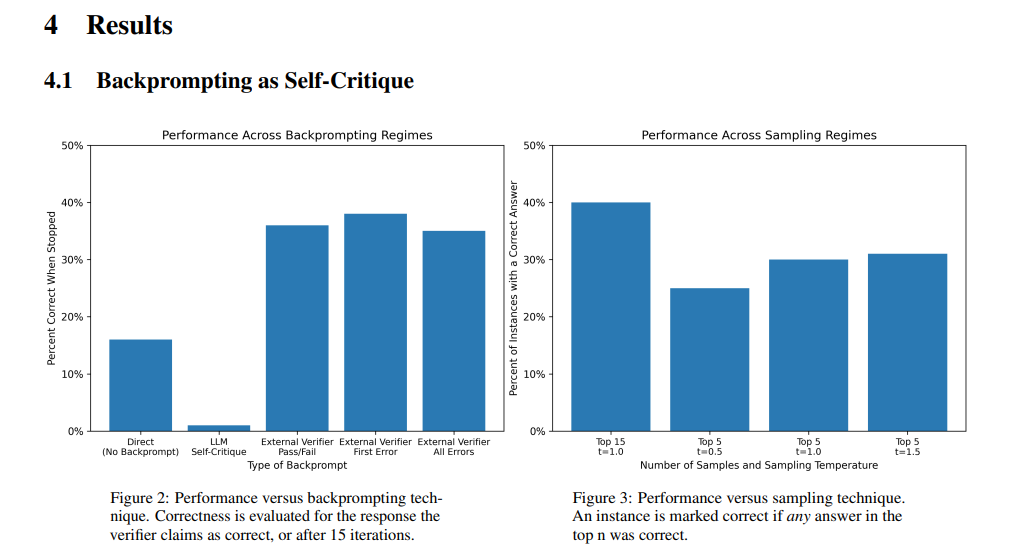 4 Results
4.1 Backprompting as Self-Critique
Performance Across Backprompting Regimes
50%
40%
30%
20%
10%
0%
Percent Correct When Stopped
Direct
(No Backprompt)
LLM
Self-Critique
External Verifier
Pass/Fail
External Verifier
First Error
External Verifier
All Errors
Type of Backprompt
Figure 2: Performance versus backprompting tech-
nique. Correctness is evaluated for the response the
verifier claims as correct, or after 15 iterations.
Performance Across Sampling Regimes
50%
40%
30%
20%
10%
0%
Percent of Instances with a Correct Answer
Top 15
t=1.0
Top 5
t=0.5
Top 5
t=1.0
Top 5
t=1.5
Number of Samples and Sampling Temperature
Figure 3: Performance versus sampling technique.
An instance is marked correct if any answer in the
top n was correct.